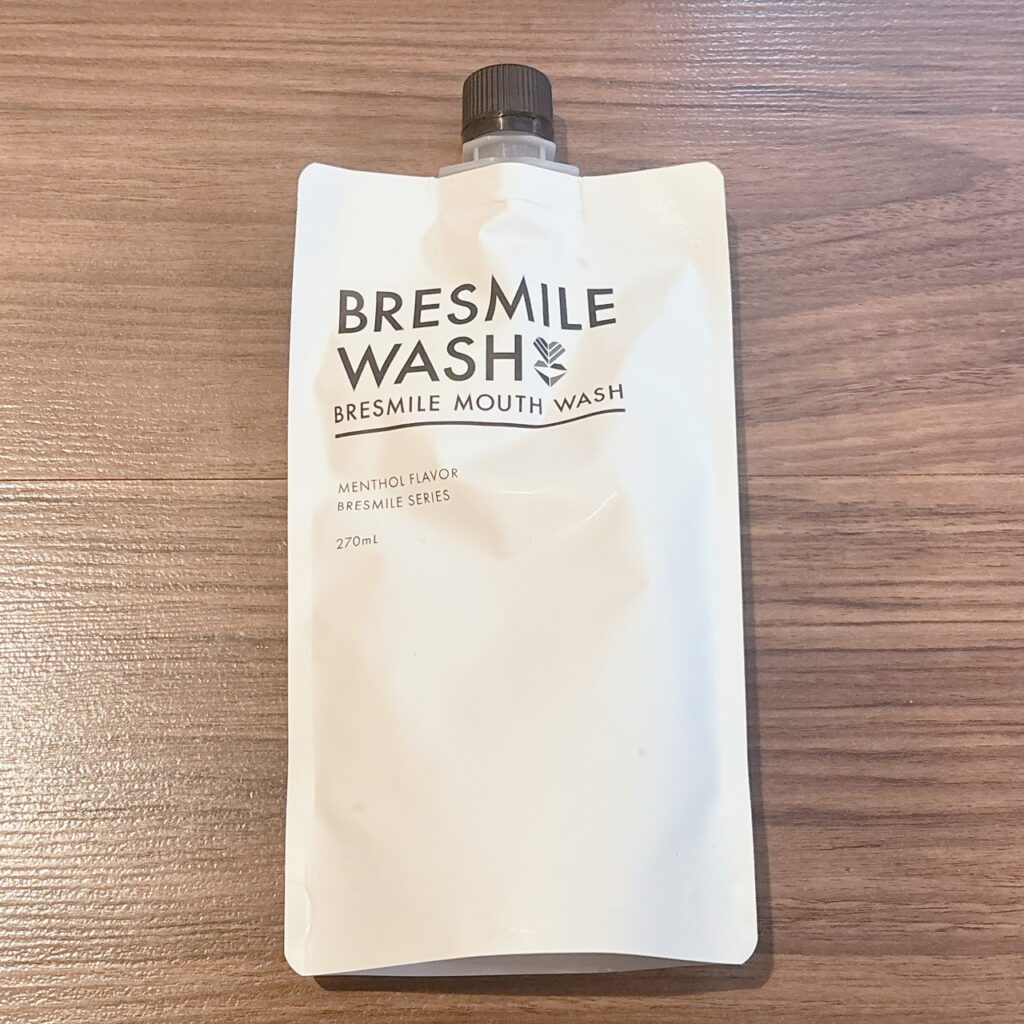 BRESMILE
WASH
BRESMILE MOUTH WASH
MENTHOL FLAVOR
BRESMILE SERIES
270mL